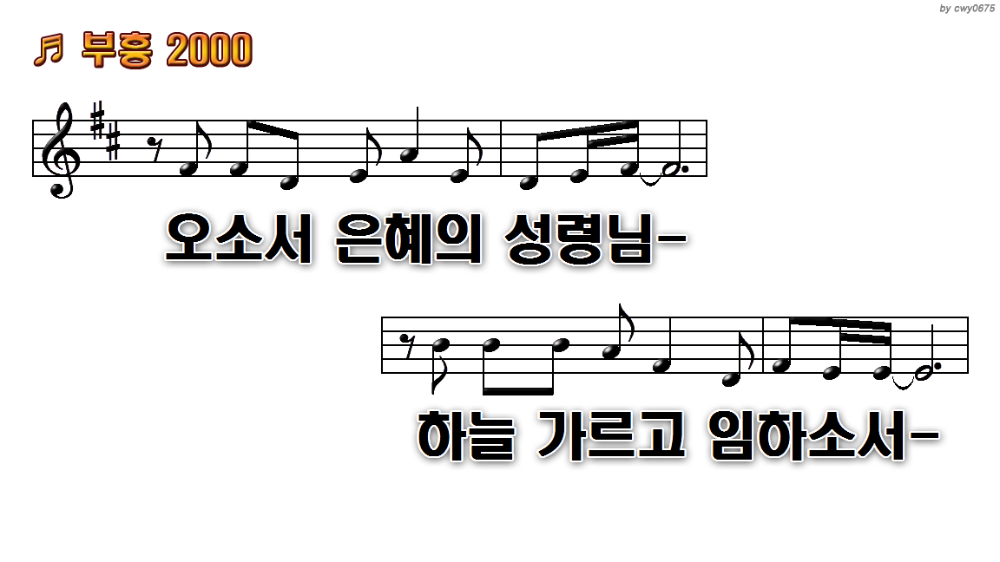 by cwy0675
♬ 부흥 2000
오소서 은혜의 성령님-
하늘 가르고 임하소서-